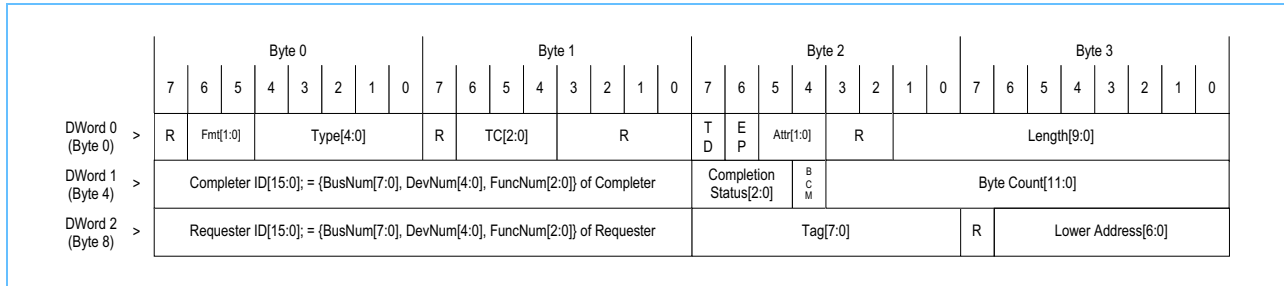 Byte 0 Byte 1 Byte 2 Byte 3
7 6 5 4 3 2 1 0 7 6 5 4 3 2 1 0 7 6 5 4 3 2 1 0 7 6 5 4 3 2 1 0
DWord 0 (Byte 0) > R Fmt[1:0] Type[4:0] R TC[2:0] R TD EP Attr[1:0] R Length[9:0]
DWord 1 (Byte 4) > Completer ID[15:0]; = {BusNum[7:0], DevNum[4:0], FuncNum[2:0]} of Completer Completion Status[2:0] BCM Byte Count[11:0]
DWord 2 (Byte 8) > Requester ID[15:0]; = {BusNum[7:0], DevNum[4:0], FuncNum[2:0]} of Requester Tag[7:0] R Lower Address[6:0]